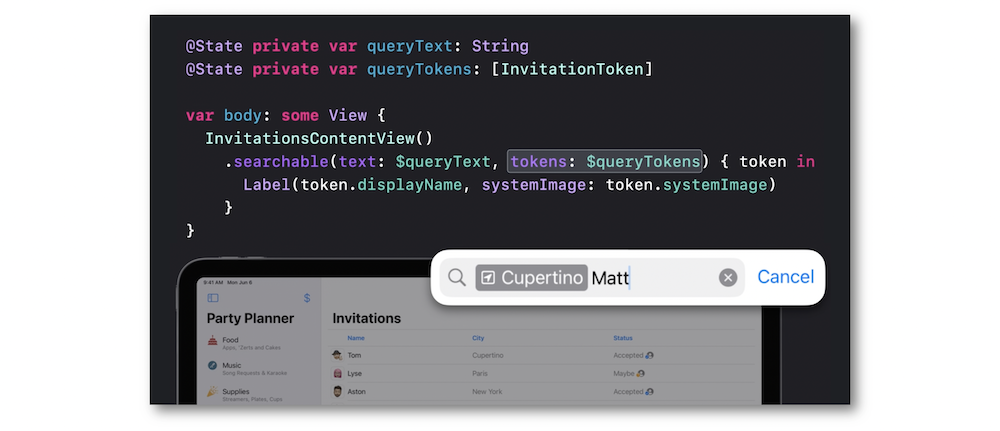 @State private var queryText: String
@State private var queryTokens: [InvitationToken]
var body: some View {
InvitationsContentView()
.searchable(text: $queryText, tokens: $queryTokens) { token in
Label(token.displayName, systemImage: token.systemImage)
}
}
Cupertino Matt Cancel
9:41 AM Mon Jun 6
$
Party Planner
Food
Apps, 'Zerts and Cakes
Music
Song Requests & Karaoke
Supplies
Streamers, Plates, Cups
Invitations
Name City Status
Tom Cupertino Accepted
Lyse Paris Maybe
Aston New York Accepted